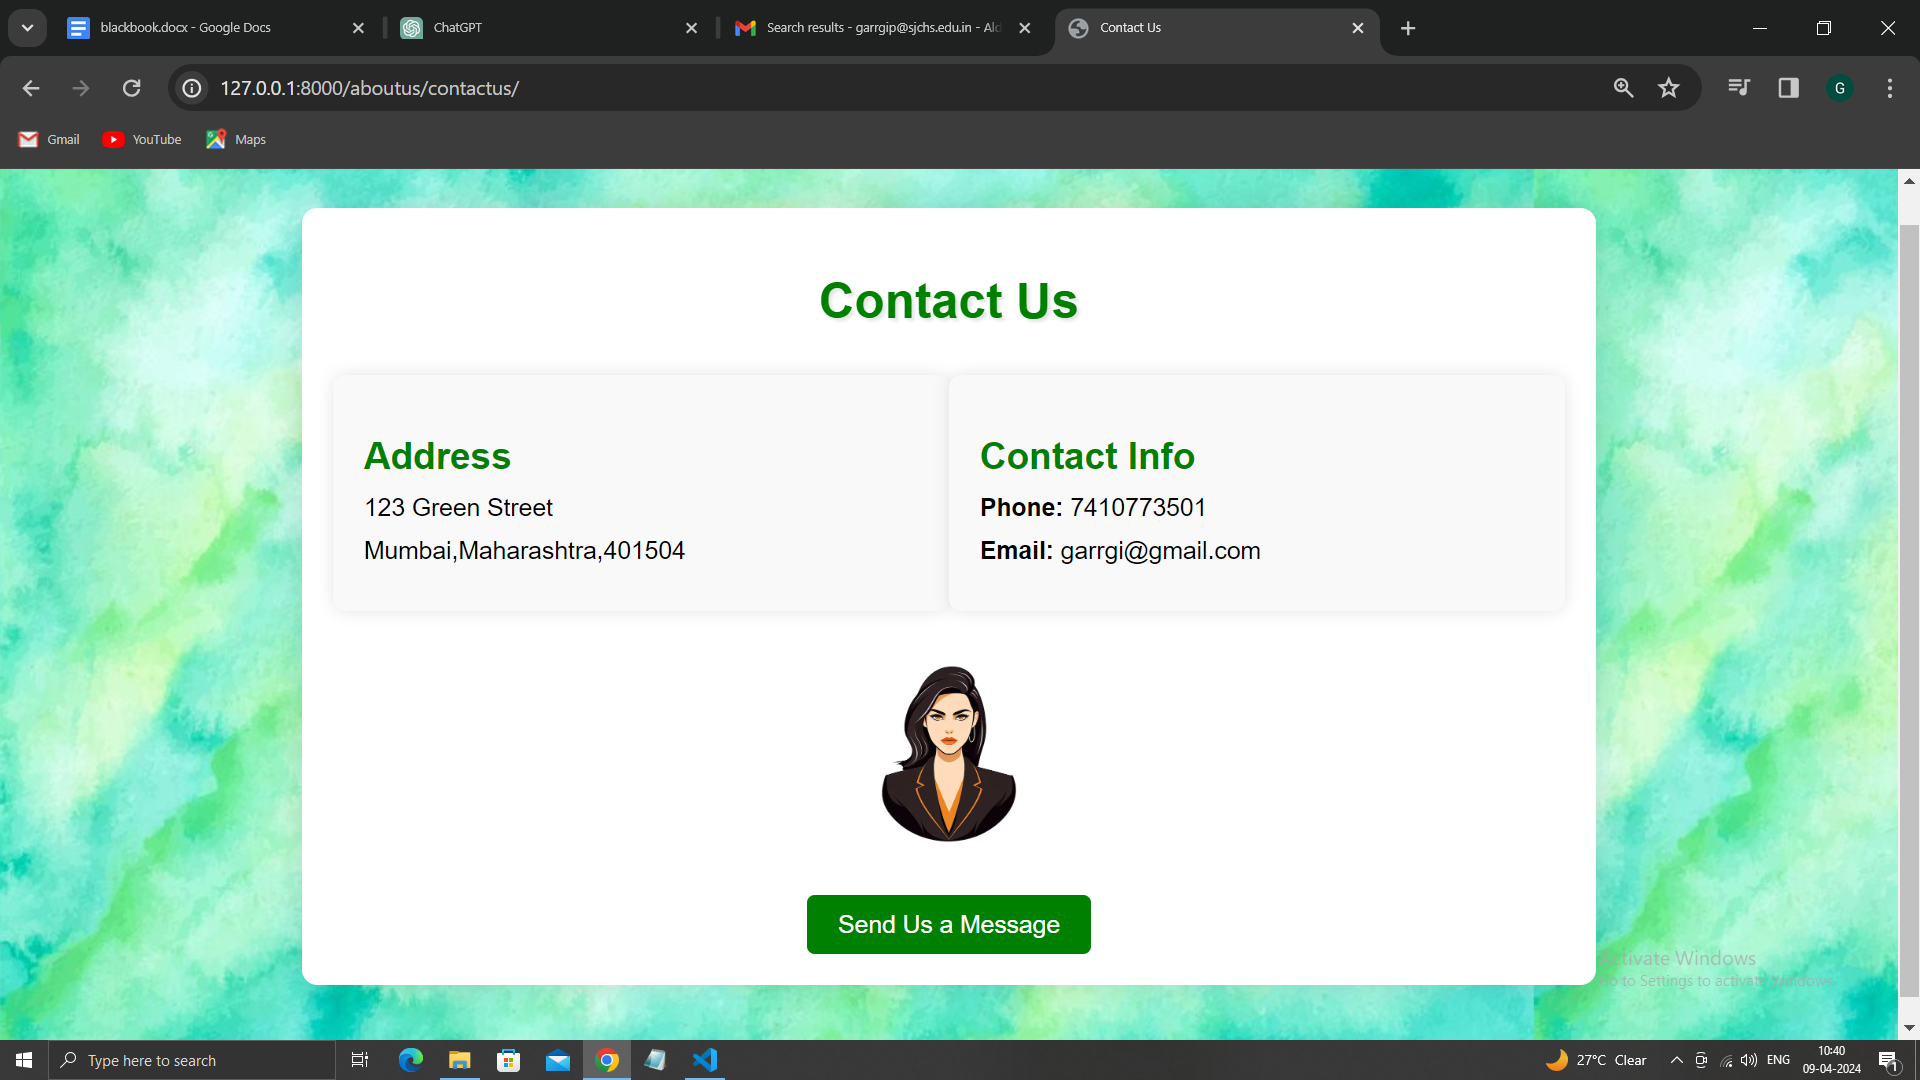 blackbook.docx - Google Docs
ChatGPT
Search results - garrgip@sjchs.edu.in - Ald
Contact Us
127.0.0.1:8000/aboutus/contactus/
G
Gmail
YouTube
Maps
Contact Us
Address
123 Green Street
Mumbai,Maharashtra,401504
Contact Info
Phone: 7410773501
Email: garrgi@gmail.com
Send Us a Message
Activate Windows
Go to Settings to activate Windows.
Type here to search
27°C Clear
ENG
10:40
09-04-2024
1